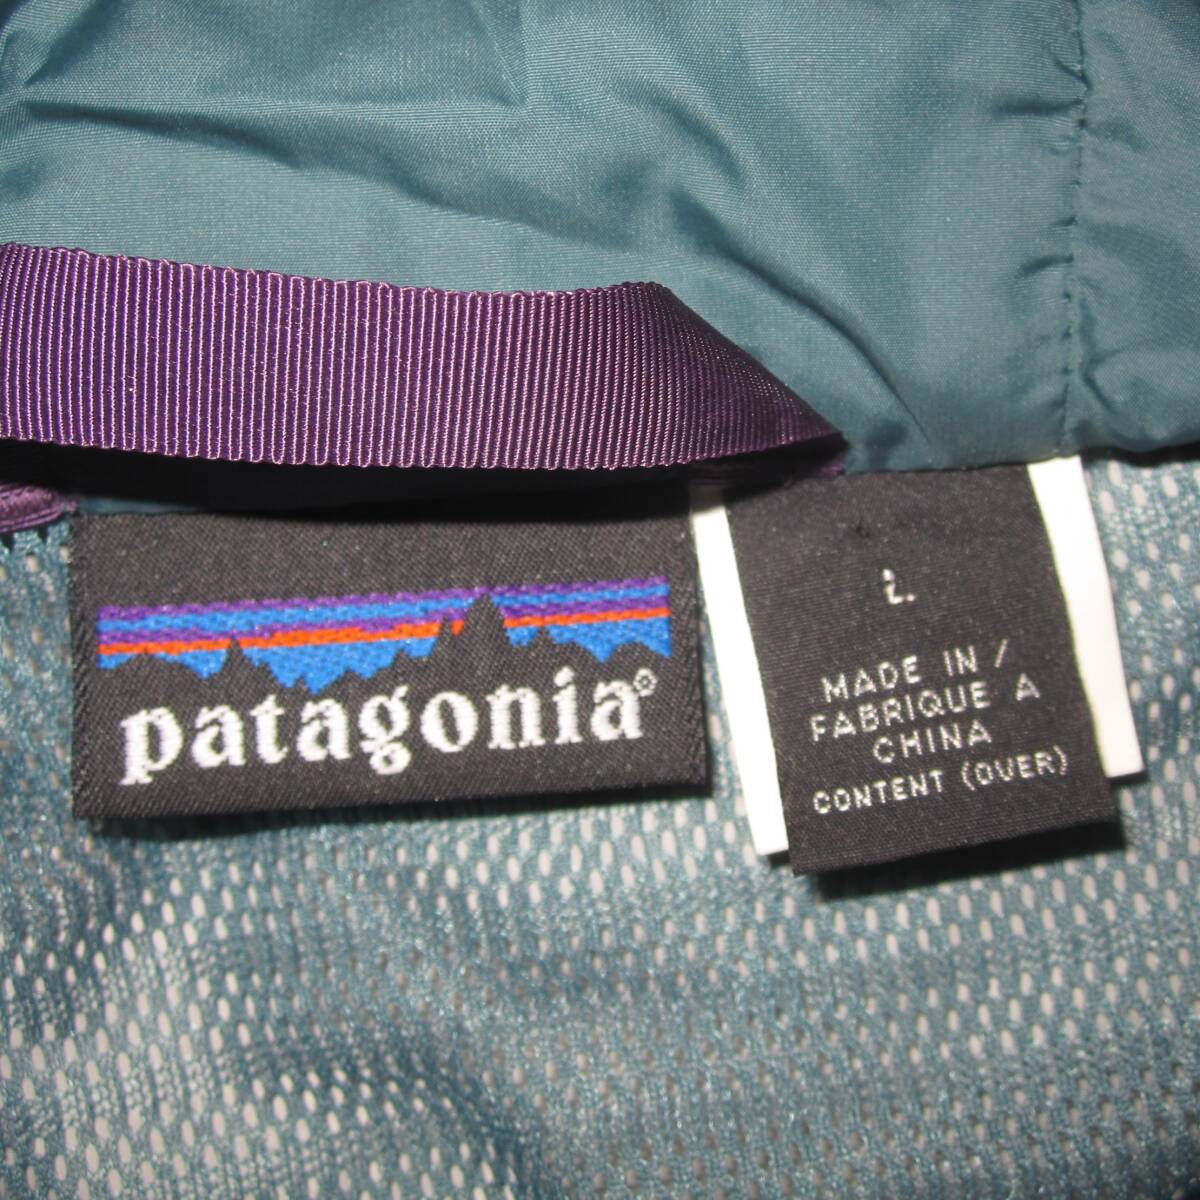 patagonia®
L.
MADE IN /
FABRIQUE A
CHINA
CONTENT (OVER)